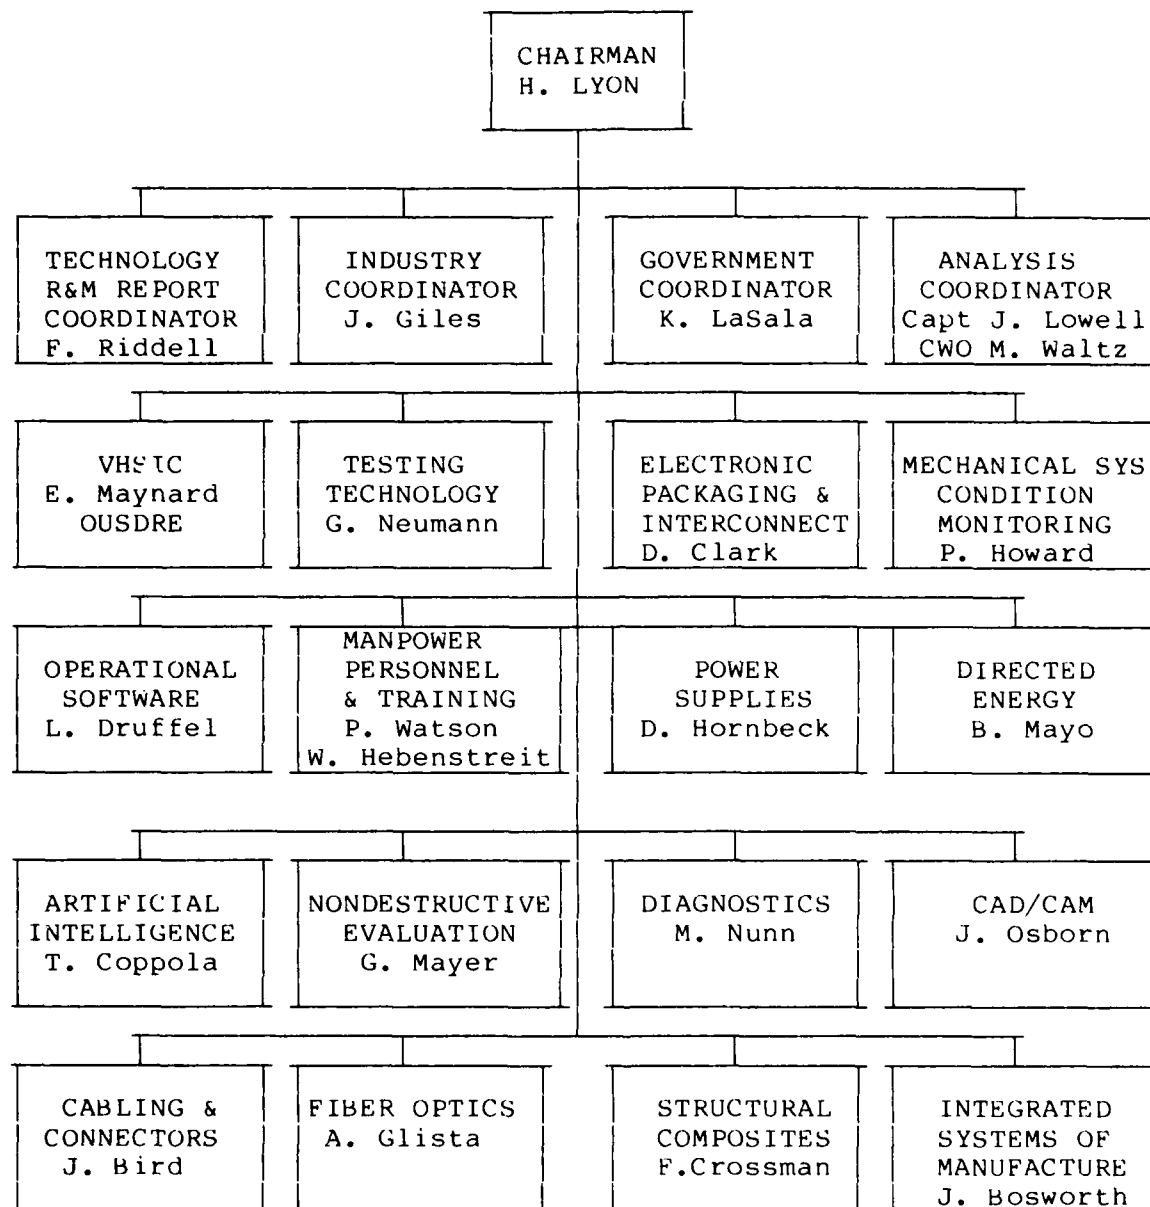 CHAIRMAN
H. LYON
TECHNOLOGY
R&M REPORT
COORDINATOR
F. Riddell
INDUSTRY
COORDINATOR
J. Giles
GOVERNMENT
COORDINATOR
K. LaSala
ANALYSIS
COORDINATOR
Capt J. Lowell
CWO M. Waltz
VHSIC
E. Maynard
OUSDRE
TESTING
TECHNOLOGY
G. Neumann
ELECTRONIC
PACKAGING &
INTERCONNECT
D. Clark
MECHANICAL SYS
CONDITION
MONITORING
P. Howard
OPERATIONAL
SOFTWARE
L. Druffel
MANPOWER
PERSONNEL
& TRAINING
P. Watson
W. Hebenstreit
POWER
SUPPLIES
D. Hornbeck
DIRECTED
ENERGY
B. Mayo
ARTIFICIAL
INTELLIGENCE
T. Coppola
NONDESTRUCTIVE
EVALUATION
G. Mayer
DIAGNOSTICS
M. Nunn
CAD/CAM
J. Osborn
CABLING &
CONNECTORS
J. Bird
FIBER OPTICS
A. Glista
STRUCTURAL
COMPOSITES
F.Crossman
INTEGRATED
SYSTEMS OF
MANUFACTURE
J. Bosworth